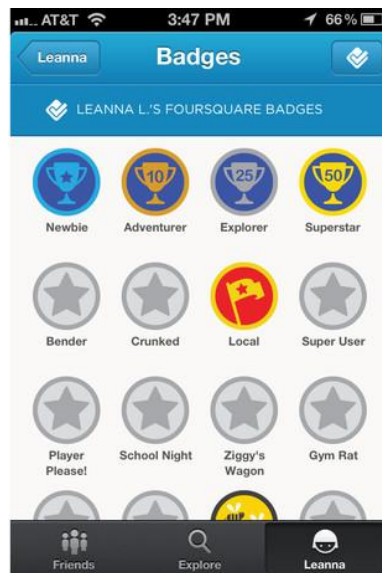 AT&T 3:47 PM 66%
Leanna Badges
LEANNA L.'S FOURSQUARE BADGES
10 25 50
Newbie Adventurer Explorer Superstar
Bender Crunked Local Super User
Player Please! School Night Ziggy's Wagon Gym Rat
Friends Explore Leanna